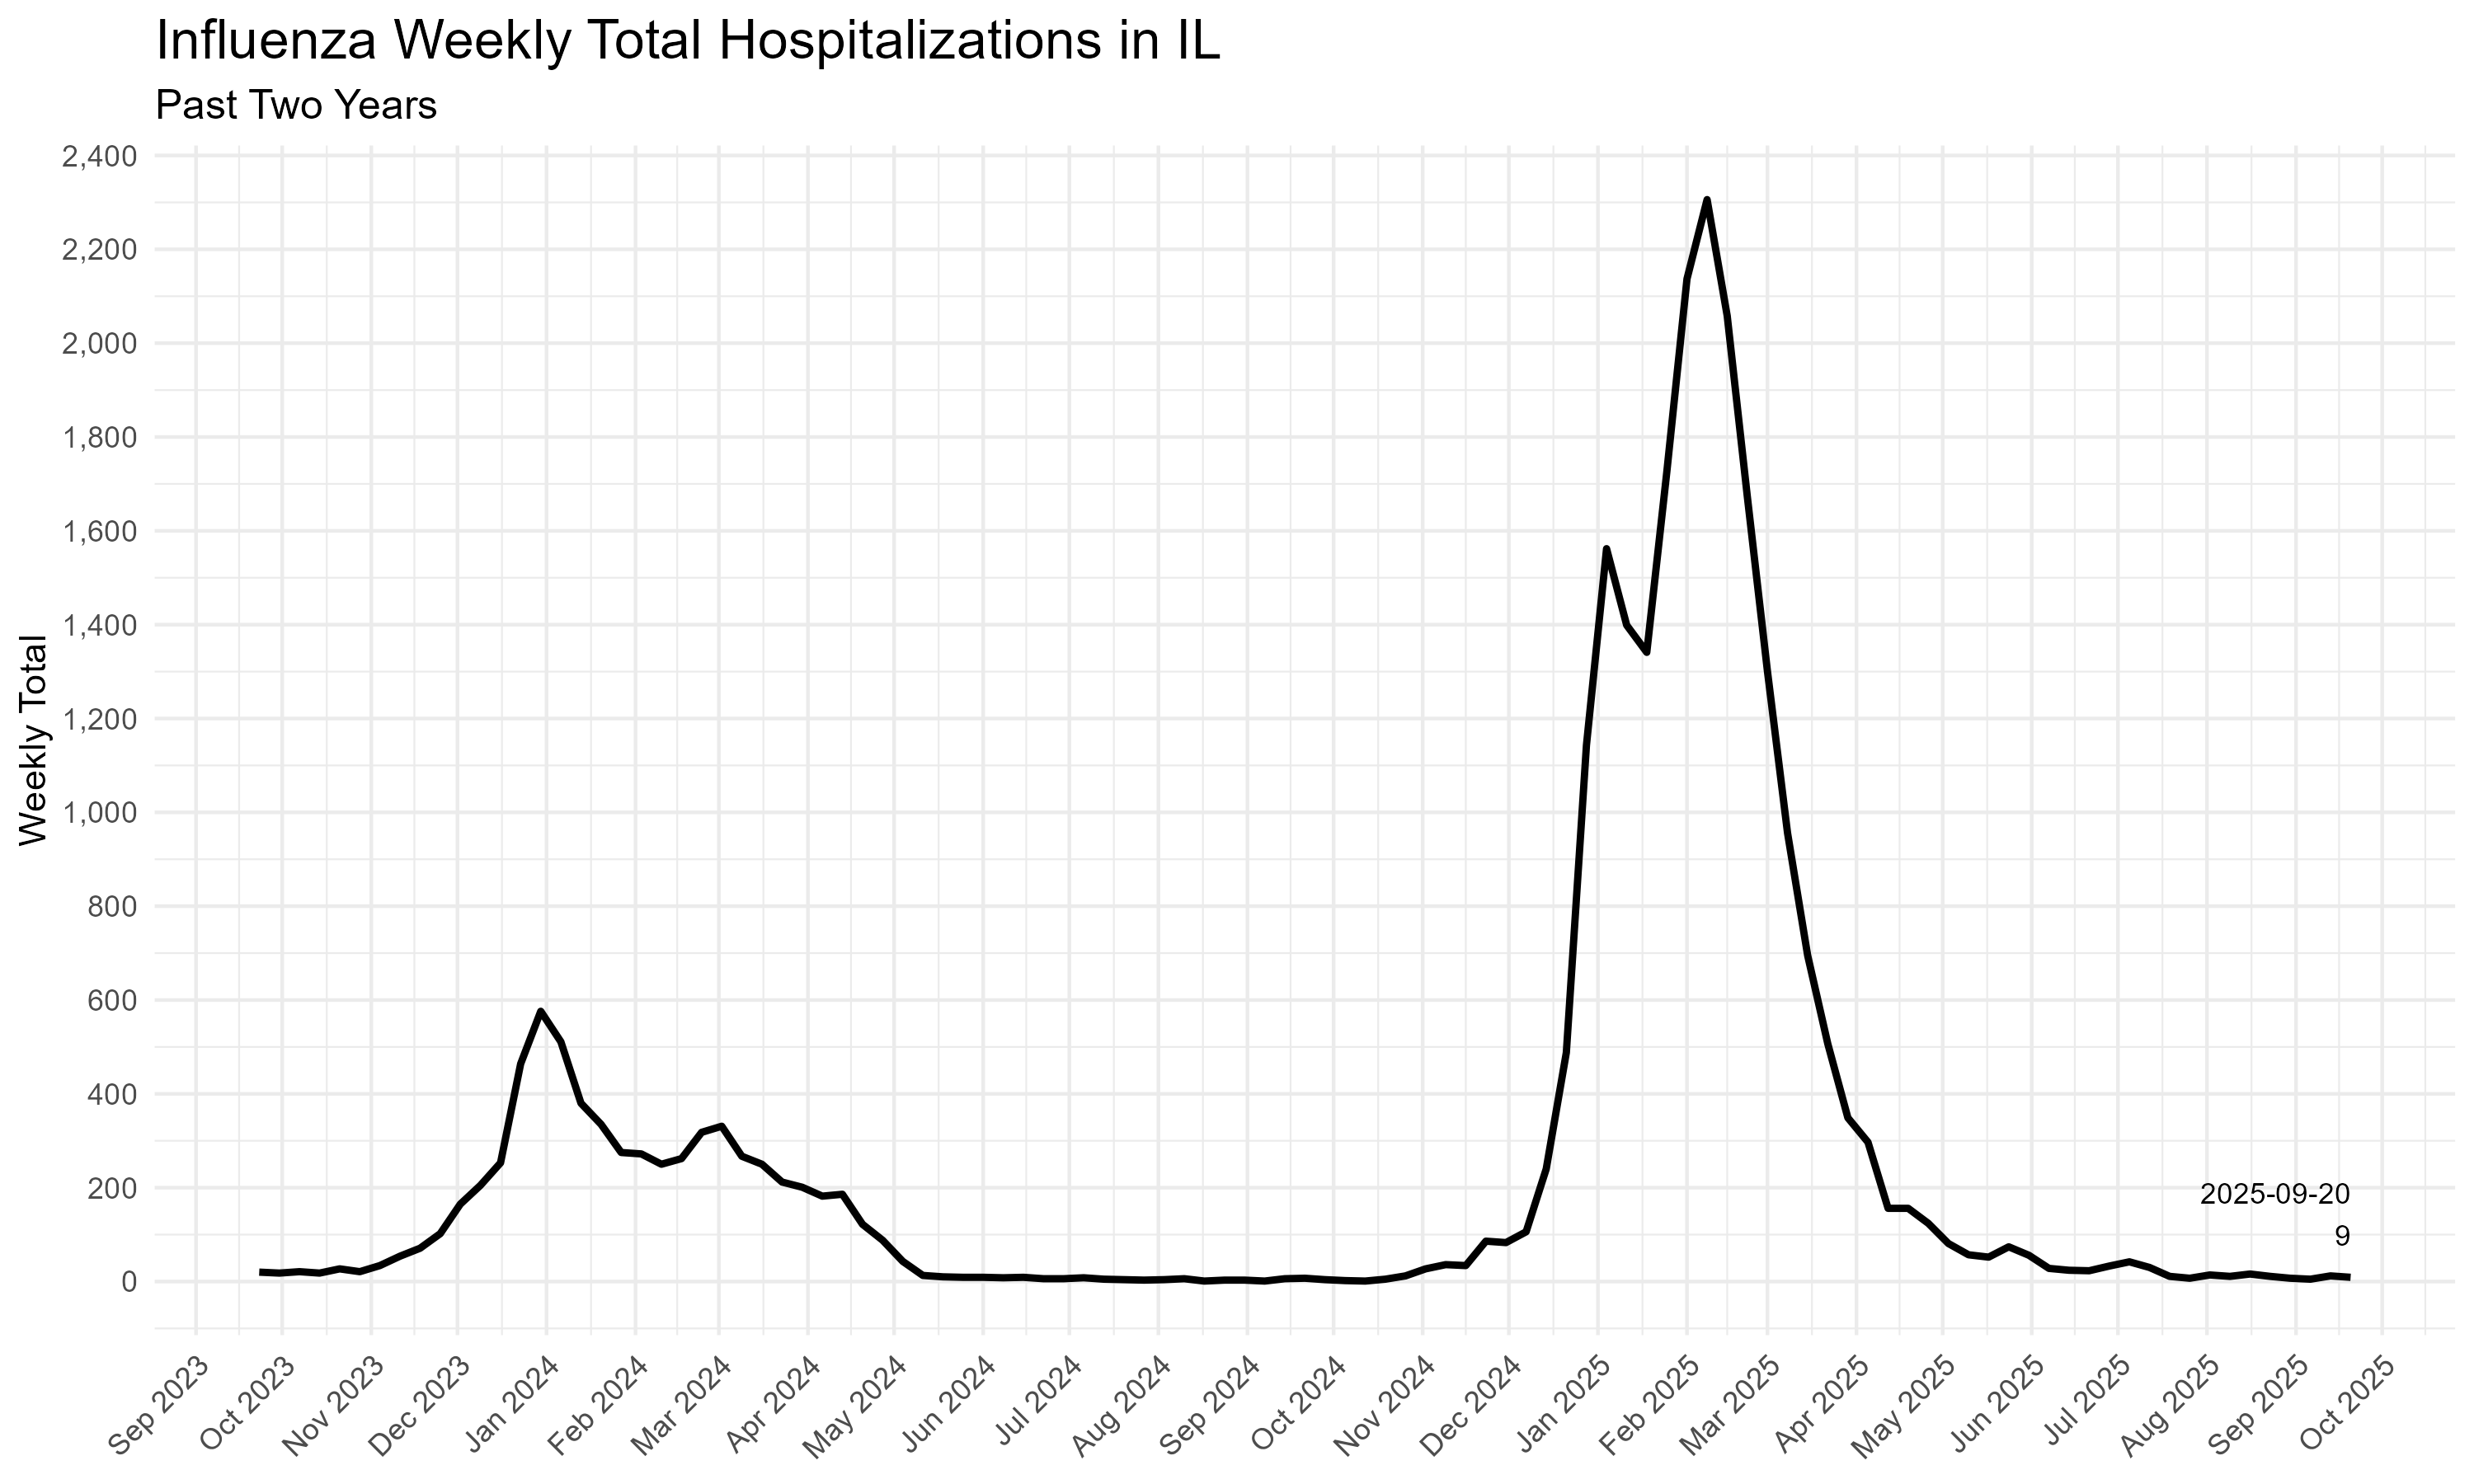 Influenza Weekly Total Hospitalizations in IL
Past Two Years
Weekly Total
2,400
2,200
2,000
1,800
1,600
1,400
1,200
1,000
800
600
400
200
0
2025-09-20
9
Sep 2023
Oct 2023
Nov 2023
Dec 2023
Jan 2024
Feb 2024
Mar 2024
Apr 2024
May 2024
Jun 2024
Jul 2024
Aug 2024
Sep 2024
Oct 2024
Nov 2024
Dec 2024
Jan 2025
Feb 2025
Mar 2025
Apr 2025
May 2025
Jun 2025
Jul 2025
Aug 2025
Sep 2025
Oct 2025